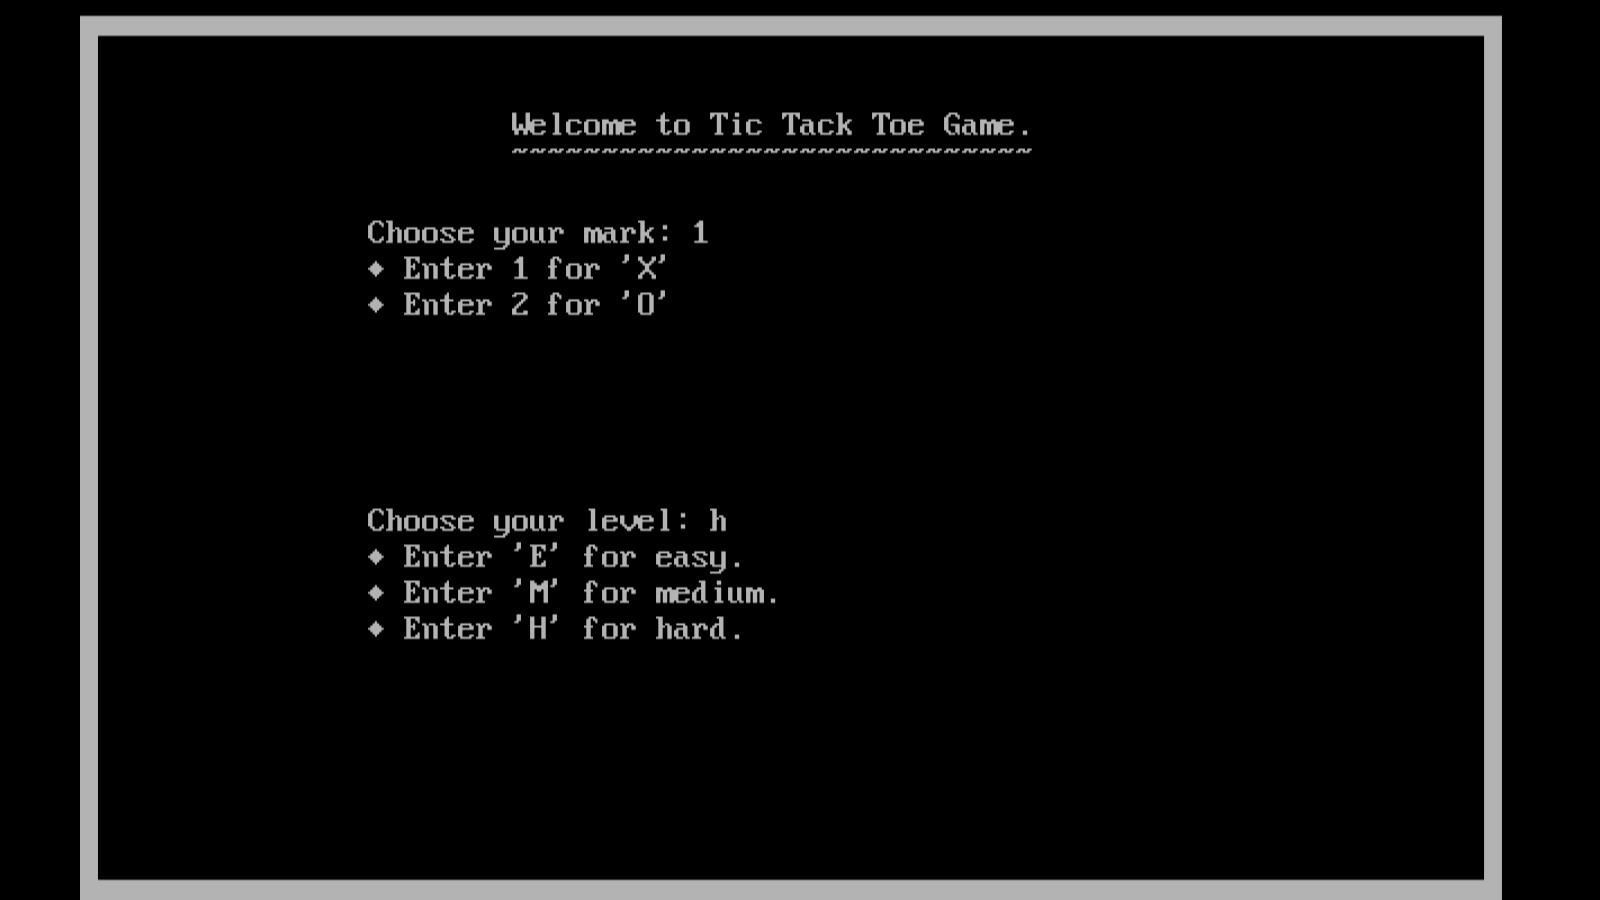 Welcome to Tic Tack Toe Game.
~~~~~~~~~~~~~~~~~~~~~~~~~~~~~
Choose your mark: 1
♦ Enter 1 for 'X'
♦ Enter 2 for 'O'
Choose your level: h
♦ Enter 'E' for easy.
♦ Enter 'M' for medium.
♦ Enter 'H' for hard.